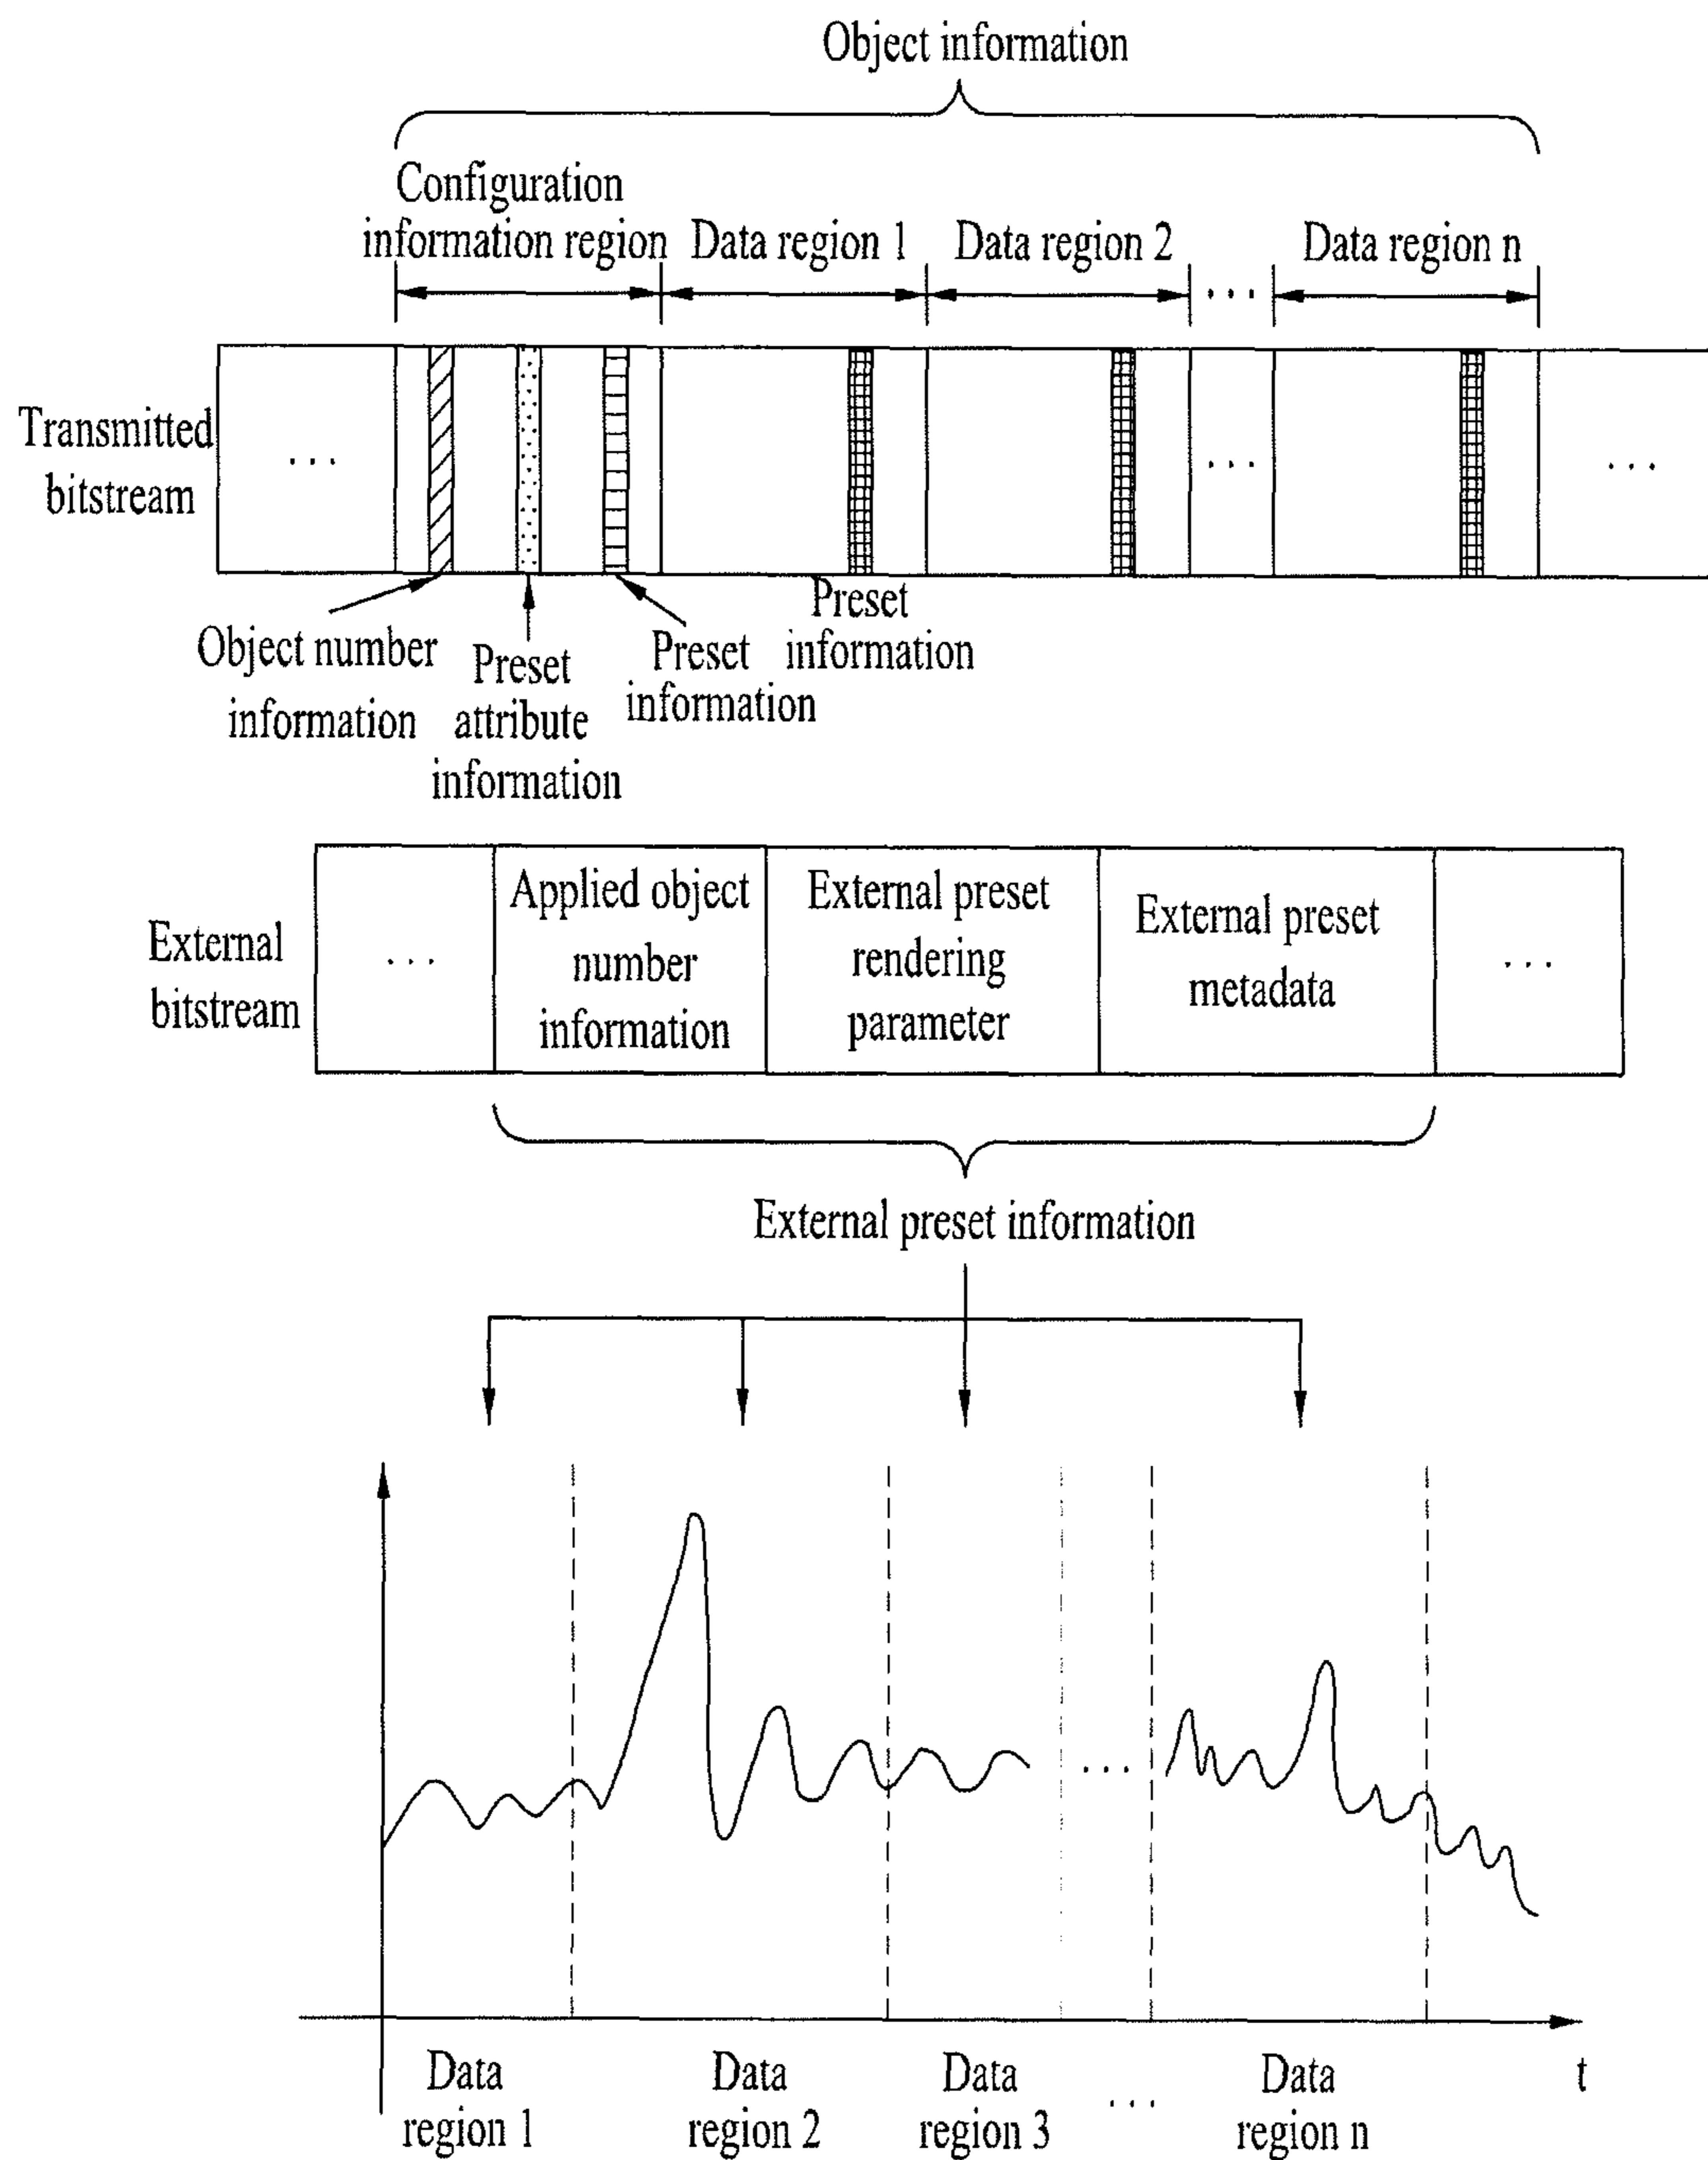 Object information
Configuration
information region
Data region 1
Data region 2
...
Data region n
Transmitted
bitstream
...
...
...
Object number
information
Preset
attribute
information
Preset
information
Preset
information
External
bitstream
...
Applied object
number
information
External preset
rendering
parameter
External preset
metadata
...
External preset information
...
Data
region 1
Data
region 2
Data
region 3
...
Data
region n
t